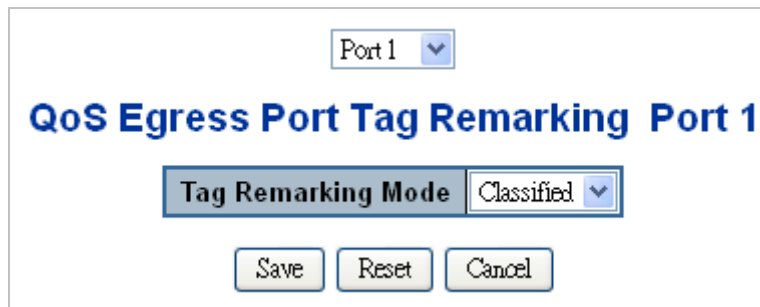 Port 1
QoS Egress Port Tag Remarking Port 1
Tag Remarking Mode Classified
Save Reset Cancel